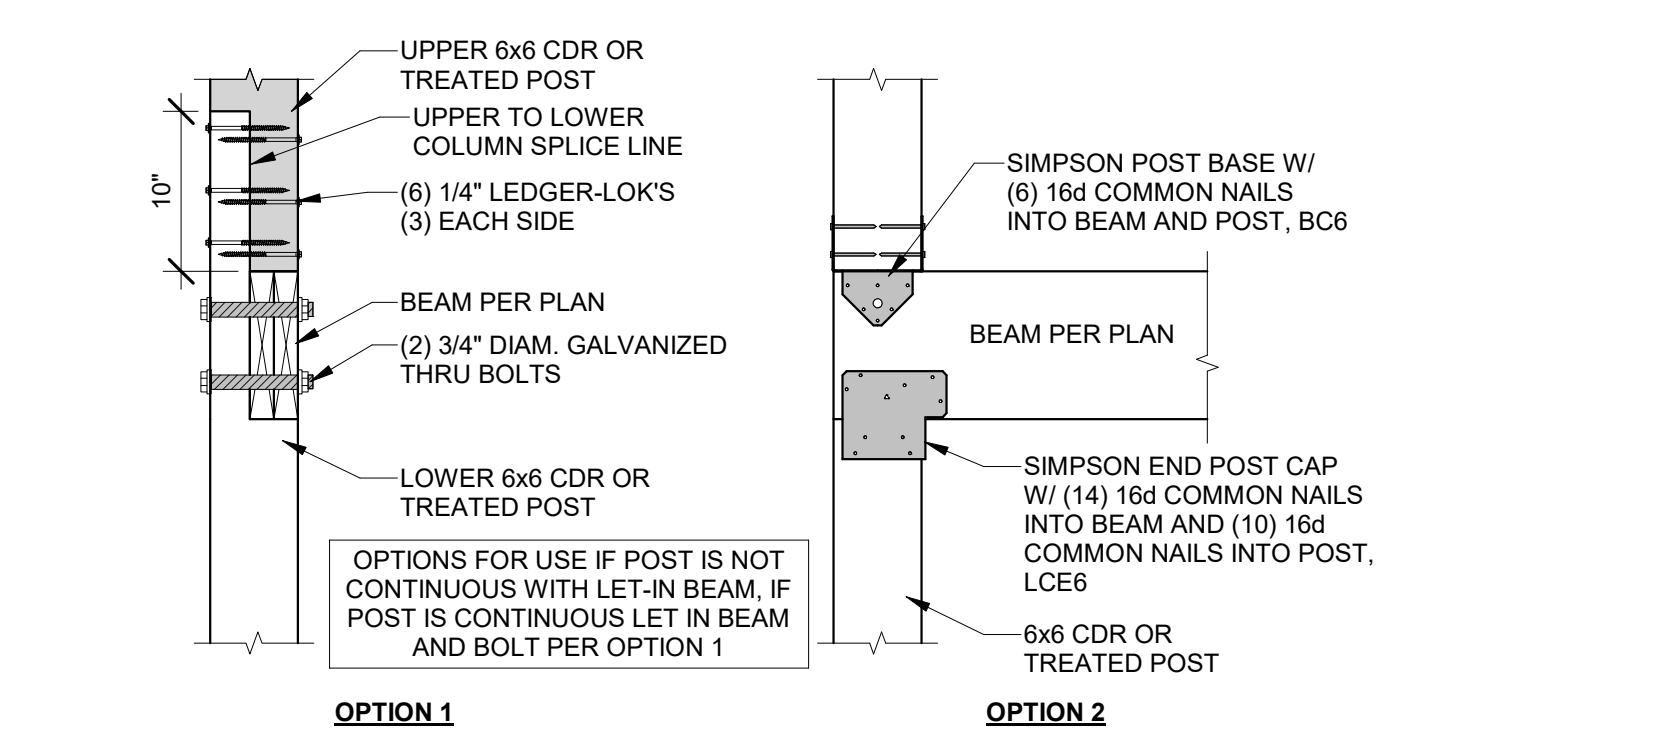 UPPER 6x6 CDR OR
TREATED POST
UPPER TO LOWER
COLUMN SPLICE LINE
10"
(6) 1/4" LEDGER-LOK'S
(3) EACH SIDE
BEAM PER PLAN
(2) 3/4" DIAM. GALVANIZED
THRU BOLTS
LOWER 6x6 CDR OR
TREATED POST
OPTIONS FOR USE IF POST IS NOT
CONTINUOUS WITH LET-IN BEAM, IF
POST IS CONTINUOUS LET IN BEAM
AND BOLT PER OPTION 1
OPTION 1
SIMPSON POST BASE W/
(6) 16d COMMON NAILS
INTO BEAM AND POST, BC6
BEAM PER PLAN
SIMPSON END POST CAP
W/ (14) 16d COMMON NAILS
INTO BEAM AND (10) 16d
COMMON NAILS INTO POST,
LCE6
6x6 CDR OR
TREATED POST
OPTION 2